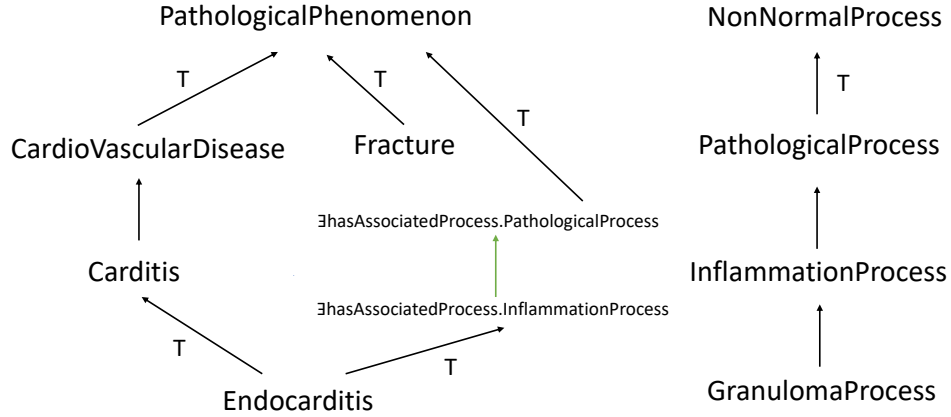 PathologicalPhenomenon
NonNormalProcess
T
T
T
T
CardioVascularDisease
Fracture
PathologicalProcess
∃hasAssociatedProcess.PathologicalProcess
Carditis
InflammationProcess
∃hasAssociatedProcess.InflammationProcess
T
T
Endocarditis
GranulomaProcess